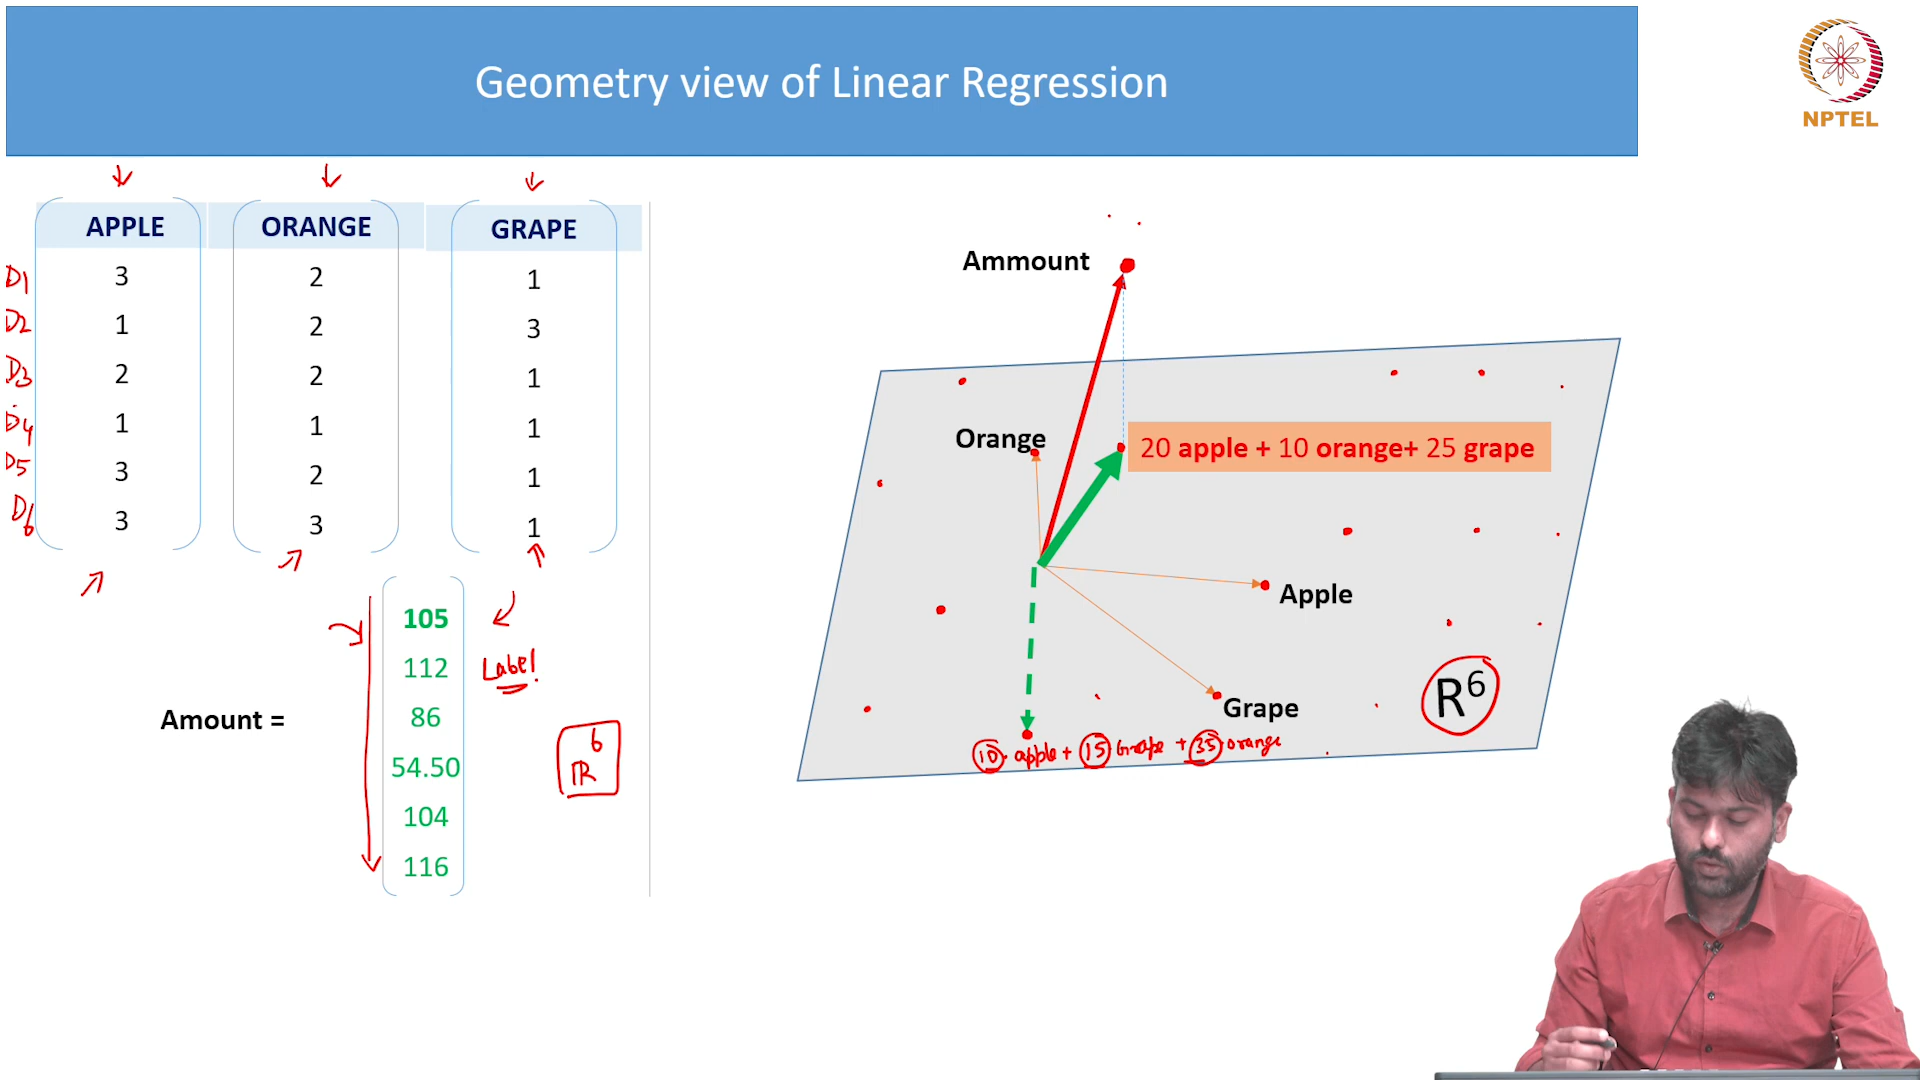 Geometry view of Linear Regression
NPTEL
APPLE ORANGE GRAPE
D1 3 2 1
D2 1 2 3
D3 2 2 1
D4 1 1 1
D5 3 2 1
D6 3 3 1
105
112 Label
86
Amount =
54.50
104
116
R6
Ammount
Orange
20 apple + 10 orange+ 25 grape
Apple
Grape
R6
10. apple + 15 Grape + 35 orange